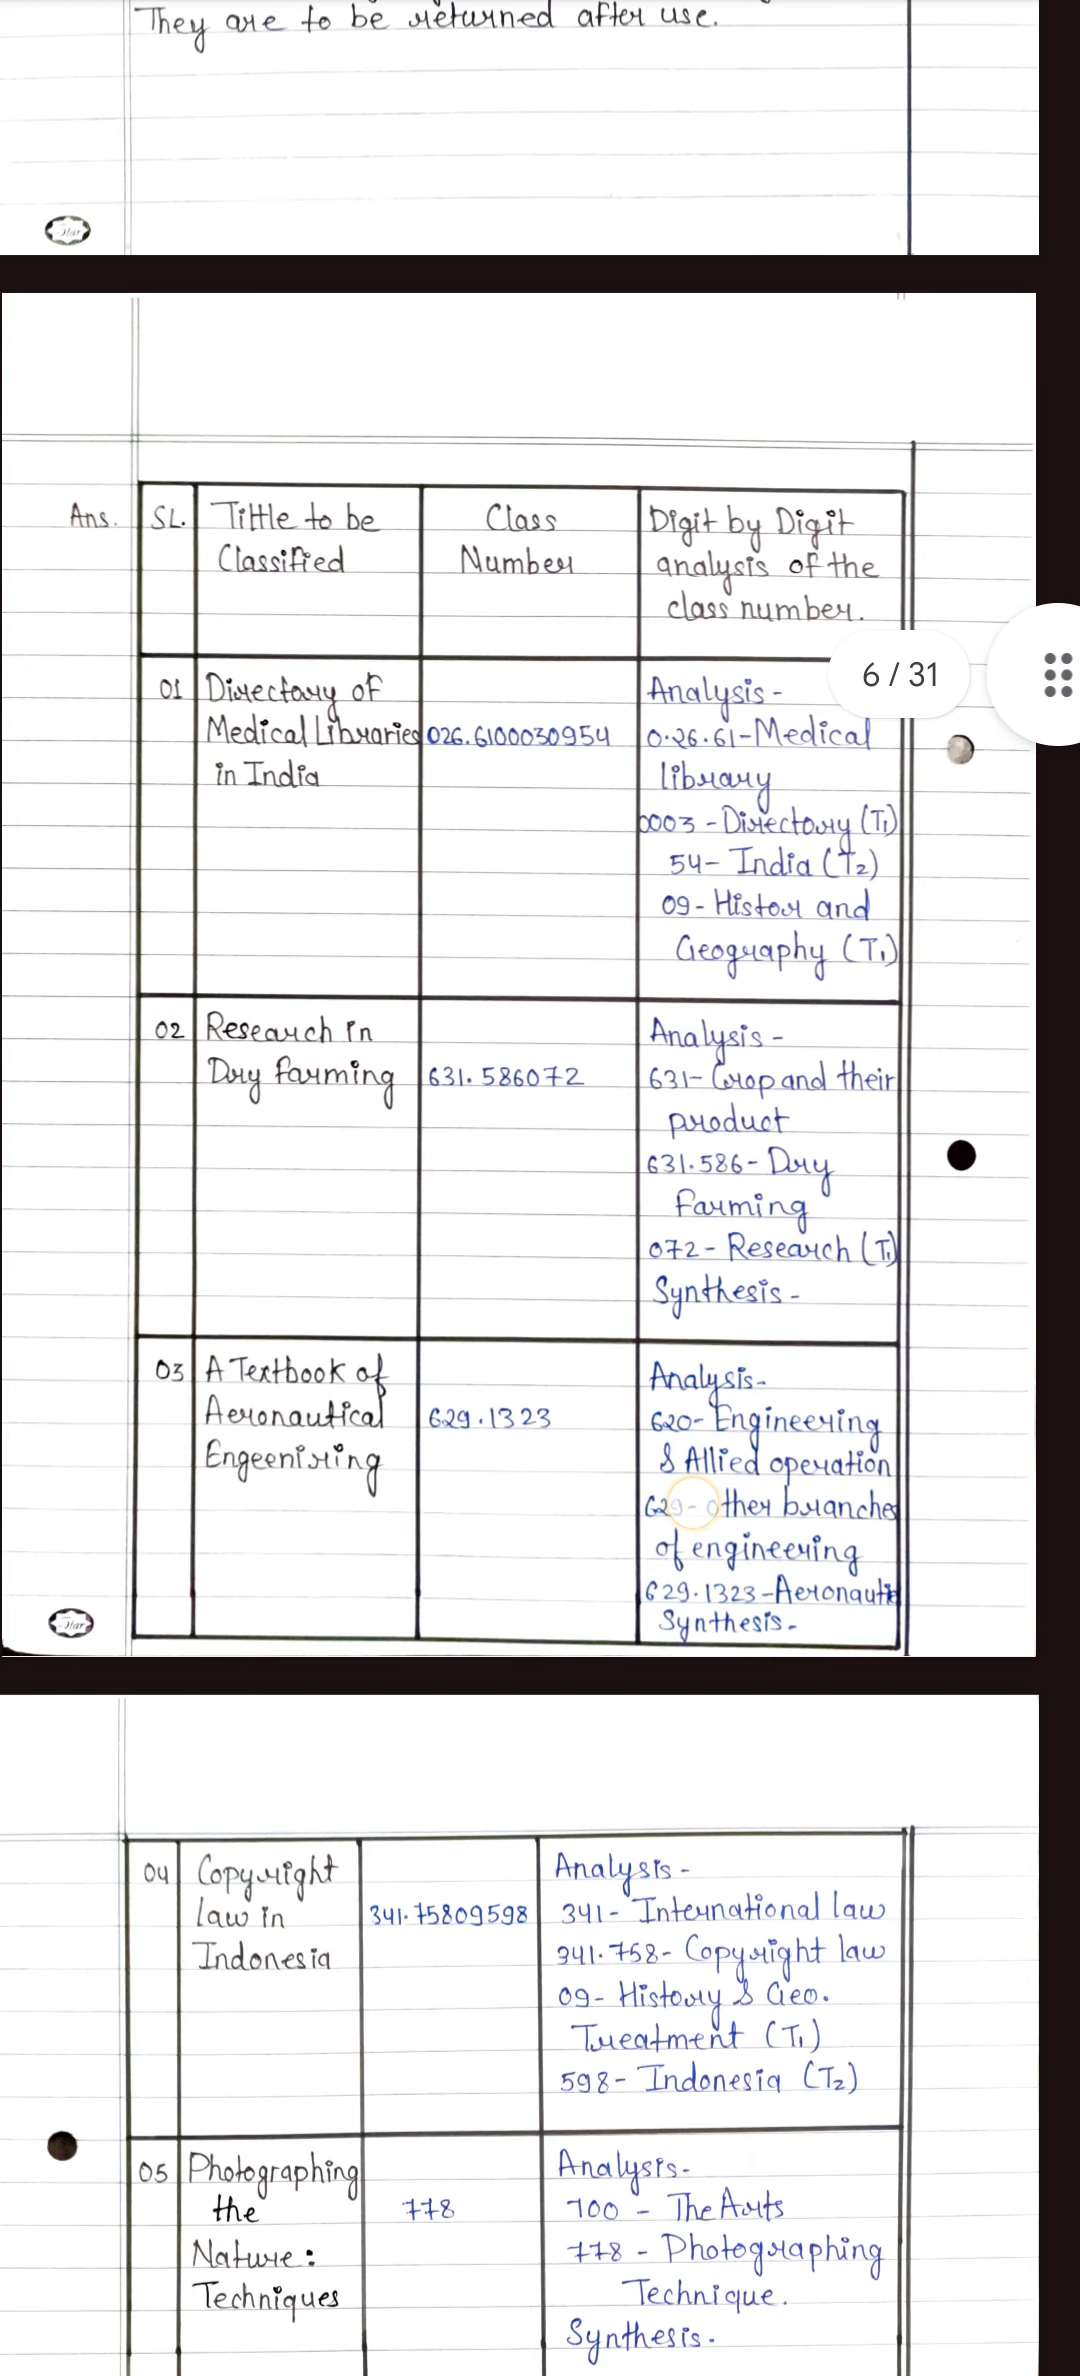 They are to be returned after use.
Star
Ans.
SL.
Tittle to be
Classified
Class
Number
Digit by Digit
analysis of the
class number.
6 / 31
01
Directory of
Medical Libraries
in India
026.6100030954
Analysis -
0.26.61-Medical
library
0003 - Directory (T1)
54- India (T2)
09- Histor and
Geography (T1)
02
Research in
Dry farming
631.586072
Analysis -
631- Crop and their
product
631.586- Dry
Farming
072- Research (T1)
Synthesis -
03
A Textbook of
Aeronautical
Engeeniring
629.1323
Analysis-
620- Engineering
& Allied operation
629- other branches
of engineering
629.1323-Aeronautic
Synthesis-
Star
04
Copyright
law in
Indonesia
341.75809598
Analysis -
341- International law
341.758- Copyright law
09- History & Geo.
Treatment (T1)
598- Indonesia (T2)
05
Photographing
the
Nature:
Techniques
778
Analysis-
700 - The Arts
778 - Photographing
Technique.
Synthesis-